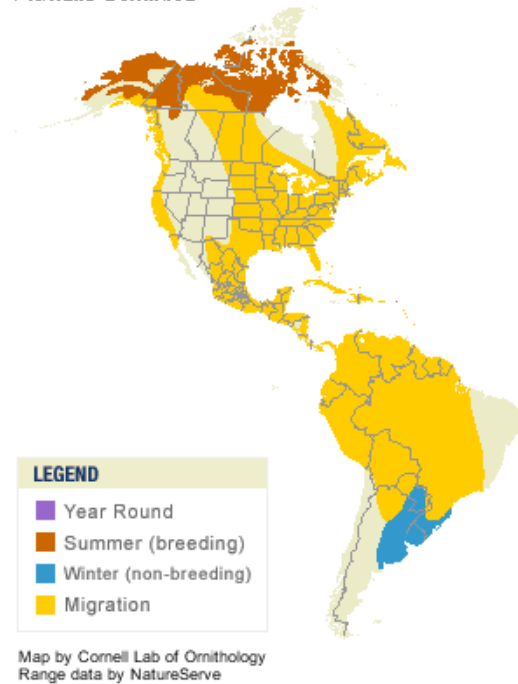 LEGEND
Year Round
Summer (breeding)
Winter (non-breeding)
Migration
Map by Cornell Lab of Ornithology
Range data by NatureServe